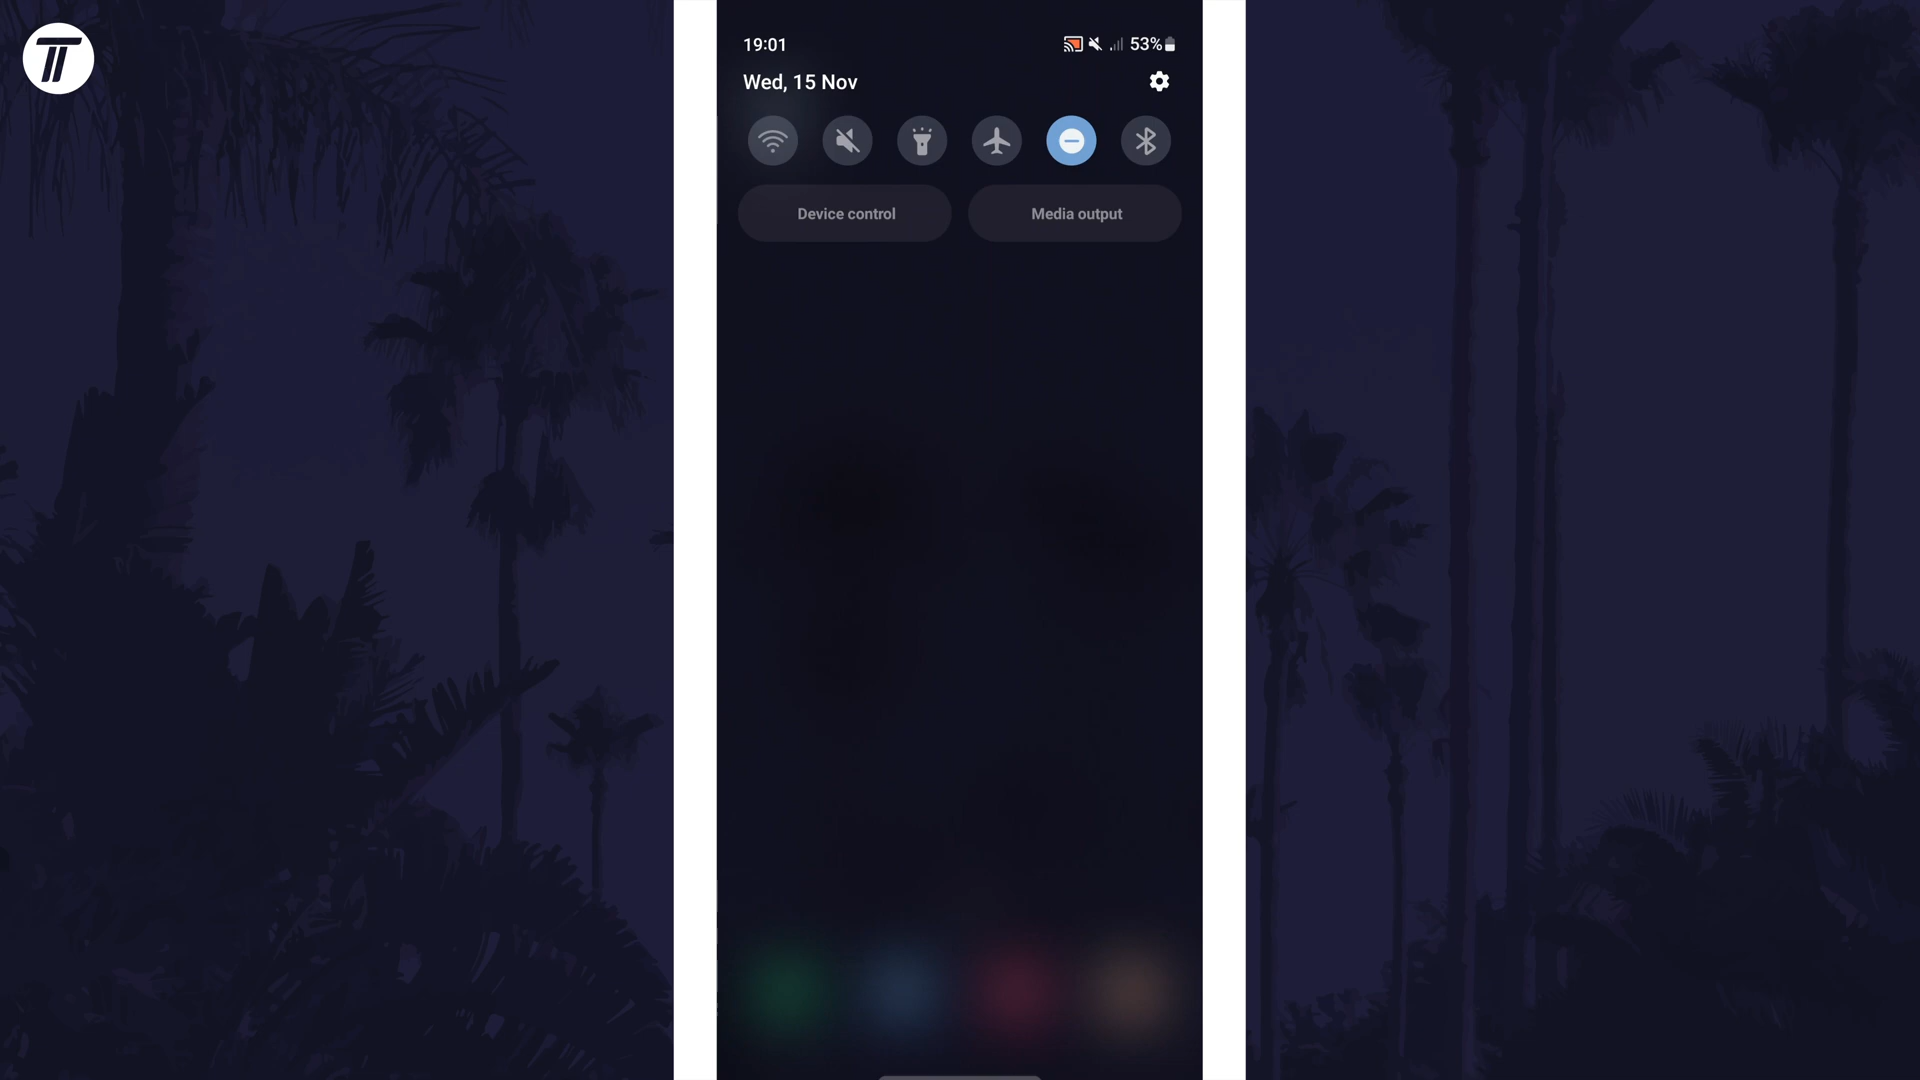 19:01
53%
Wed, 15 Nov
Device control
Media output